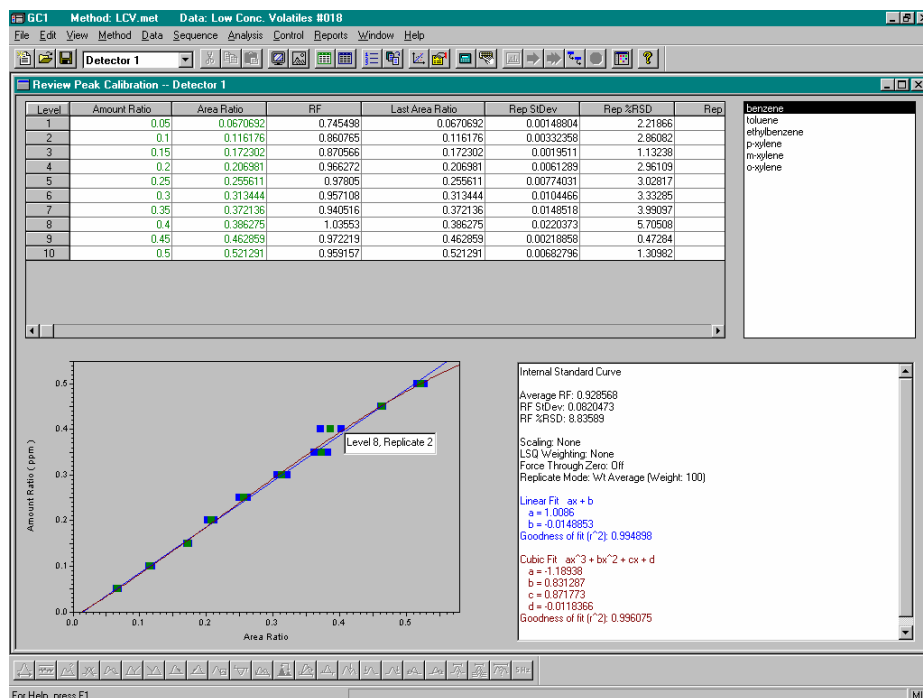 GC1 Method: LCV.met Data: Low Conc. Volatiles #018
File Edit View Method Data Sequence Analysis Control Reports Window Help
Detector 1
Review Peak Calibration -- Detector 1
Level Amount Ratio Area Ratio RF Last Area Ratio Rep StDev Rep %RSD Rep
1 0.05 0.0670692 0.745498 0.0670692 0.00148804 2.21866
2 0.1 0.116176 0.860765 0.116176 0.00332358 2.86082
3 0.15 0.172302 0.870566 0.172302 0.0019511 1.13238
4 0.2 0.206981 0.966272 0.206981 0.0061289 2.96109
5 0.25 0.255611 0.97805 0.255611 0.00774031 3.02817
6 0.3 0.313444 0.957108 0.313444 0.0104466 3.33285
7 0.35 0.372136 0.940516 0.372136 0.0148518 3.99097
8 0.4 0.386275 1.03553 0.386275 0.0220373 5.70508
9 0.45 0.462859 0.972219 0.462859 0.00218858 0.47284
10 0.5 0.521291 0.959157 0.521291 0.00682796 1.30982
benzene
toluene
ethylbenzene
p-xylene
m-xylene
o-xylene
Amount Ratio ( ppm )
0.5
0.4
0.3
0.2
0.1
0.0
Level 8, Replicate 2
0.0 0.1 0.2 0.3 0.4 0.5
Area Ratio
Internal Standard Curve
Average RF: 0.928568
RF StDev: 0.0820473
RF %RSD: 8.83589
Scaling: None
LSQ Weighting: None
Force Through Zero: Off
Replicate Mode: Wt Average (Weight: 100)
Linear Fit ax + b
a = 1.0086
b = -0.0148853
Goodness of fit (r^2): 0.994898
Cubic Fit ax^3 + bx^2 + cx + d
a = -1.18938
b = 0.831287
c = 0.871773
d = -0.0118366
Goodness of fit (r^2): 0.996075
For Help, press F1